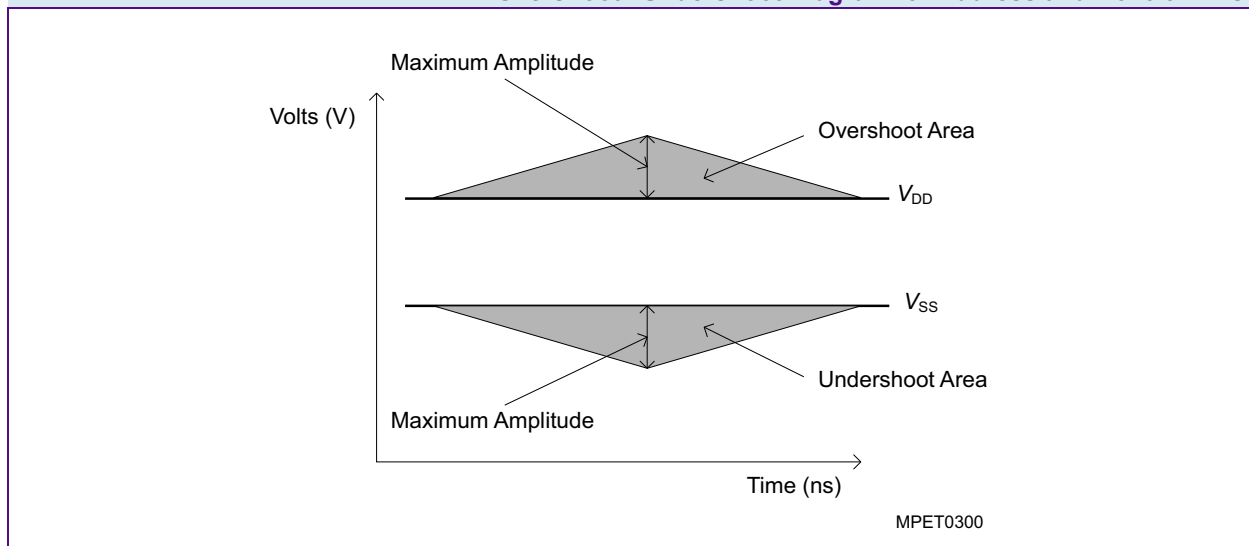 Maximum Amplitude
Volts (V)
Overshoot Area
VDD
VSS
Undershoot Area
Maximum Amplitude
Time (ns)
MPET0300